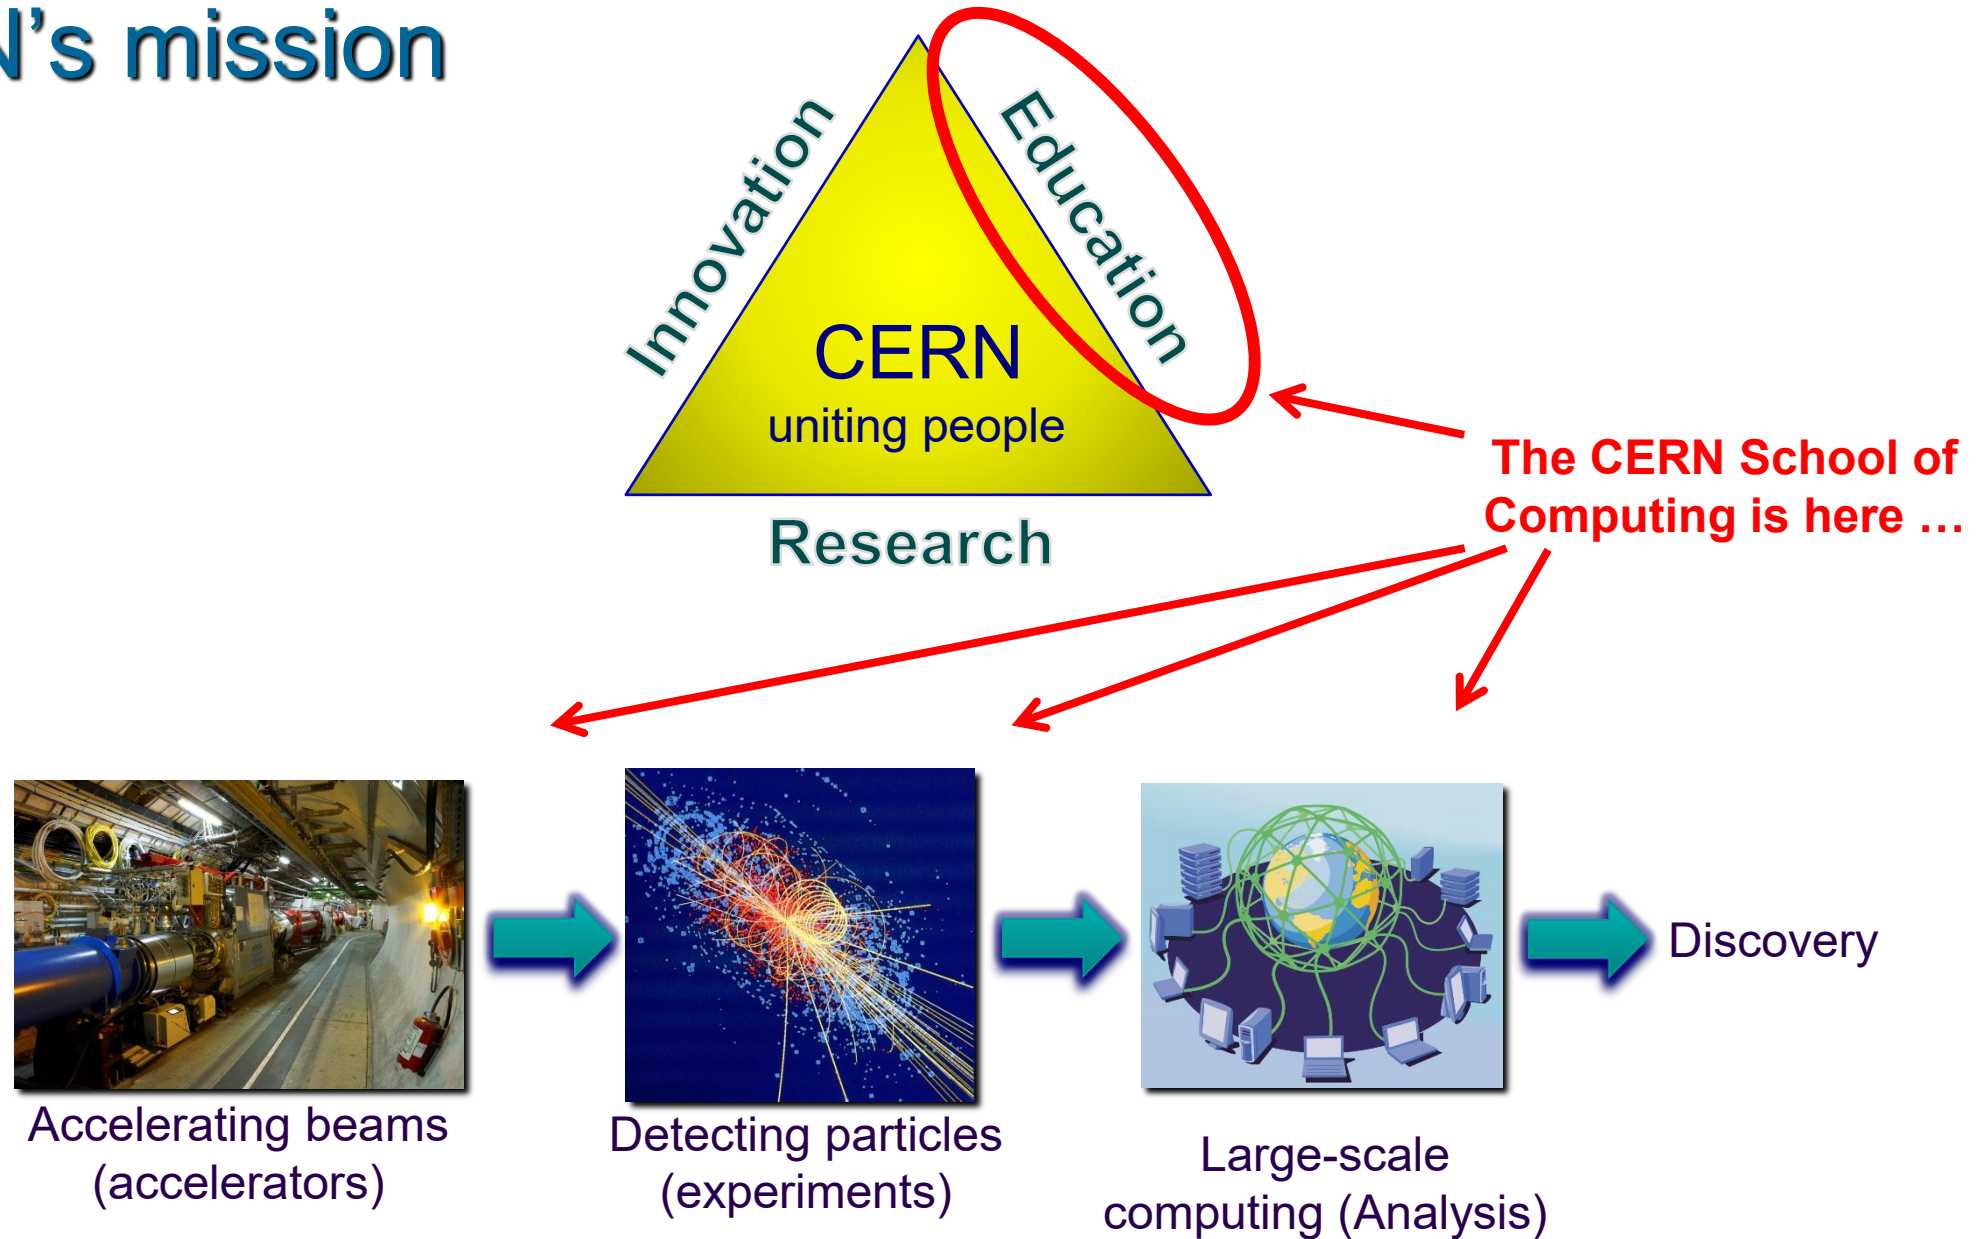 N's mission
Innovation
Education
CERN
uniting people
Research
The CERN School of
Computing is here …
Discovery
Accelerating beams
(accelerators)
Detecting particles
(experiments)
Large-scale
computing (Analysis)